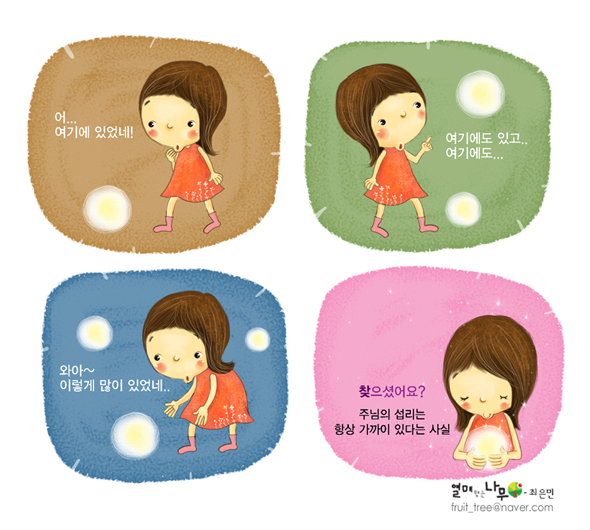 어...
여기에 있었네!
여기에도 있고..
여기에도...
와아~
이렇게 많이 있었네..
찾으셨어요?
주님의 섭리는
항상 가까이 있다는 사실
열매맺는나무 - 최은민
fruit_tree@naver.com